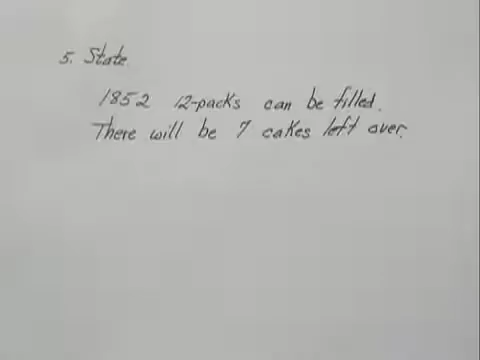 5. State
1852 12-packs can be filled.
There will be 7 cakes left over.